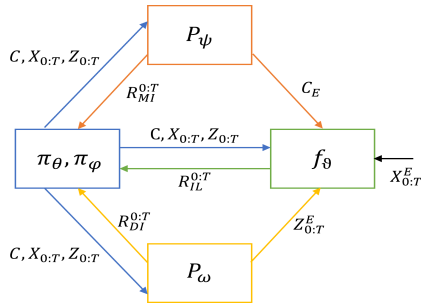 P_ψ
C, X_{0:T}, Z_{0:T}
R_{MI}^{0:T}
C_E
C, X_{0:T}, Z_{0:T}
π_θ, π_φ
f_ϑ
R_{IL}^{0:T}
X_{0:T}^E
R_{DI}^{0:T}
Z_{0:T}^E
C, X_{0:T}, Z_{0:T}
P_ω